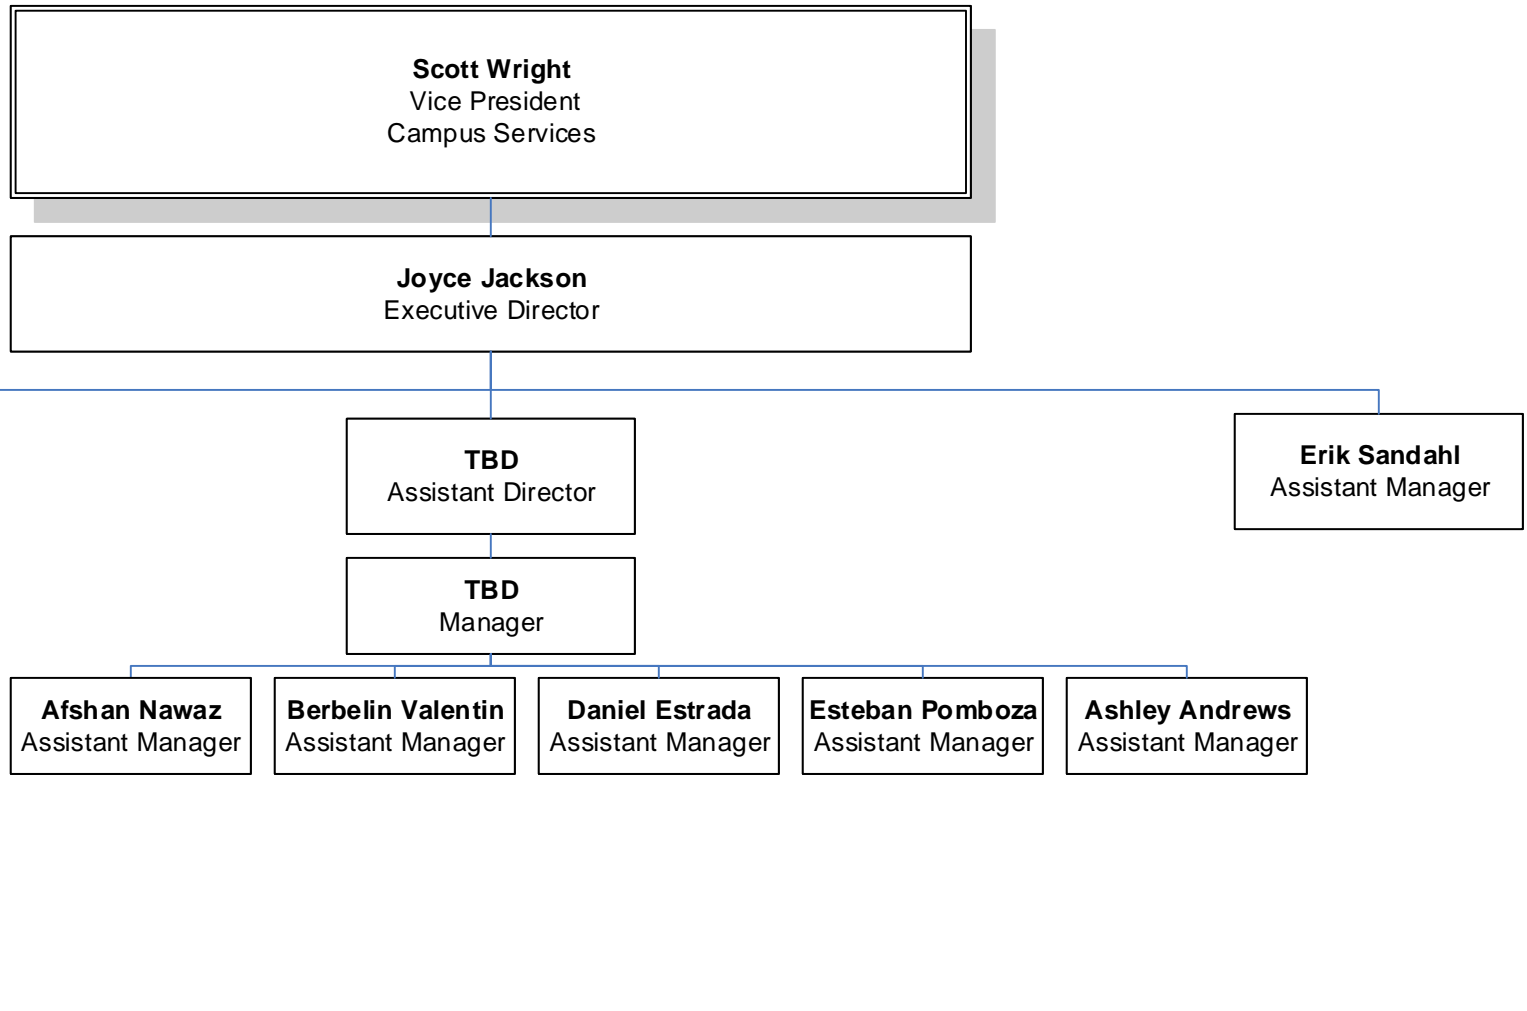 Scott Wright
Vice President
Campus Services
Joyce Jackson
Executive Director
TBD
Assistant Director
Erik Sandahl
Assistant Manager
TBD
Manager
Afshan Nawaz
Assistant Manager
Berbelin Valentin
Assistant Manager
Daniel Estrada
Assistant Manager
Esteban Pomboza
Assistant Manager
Ashley Andrews
Assistant Manager